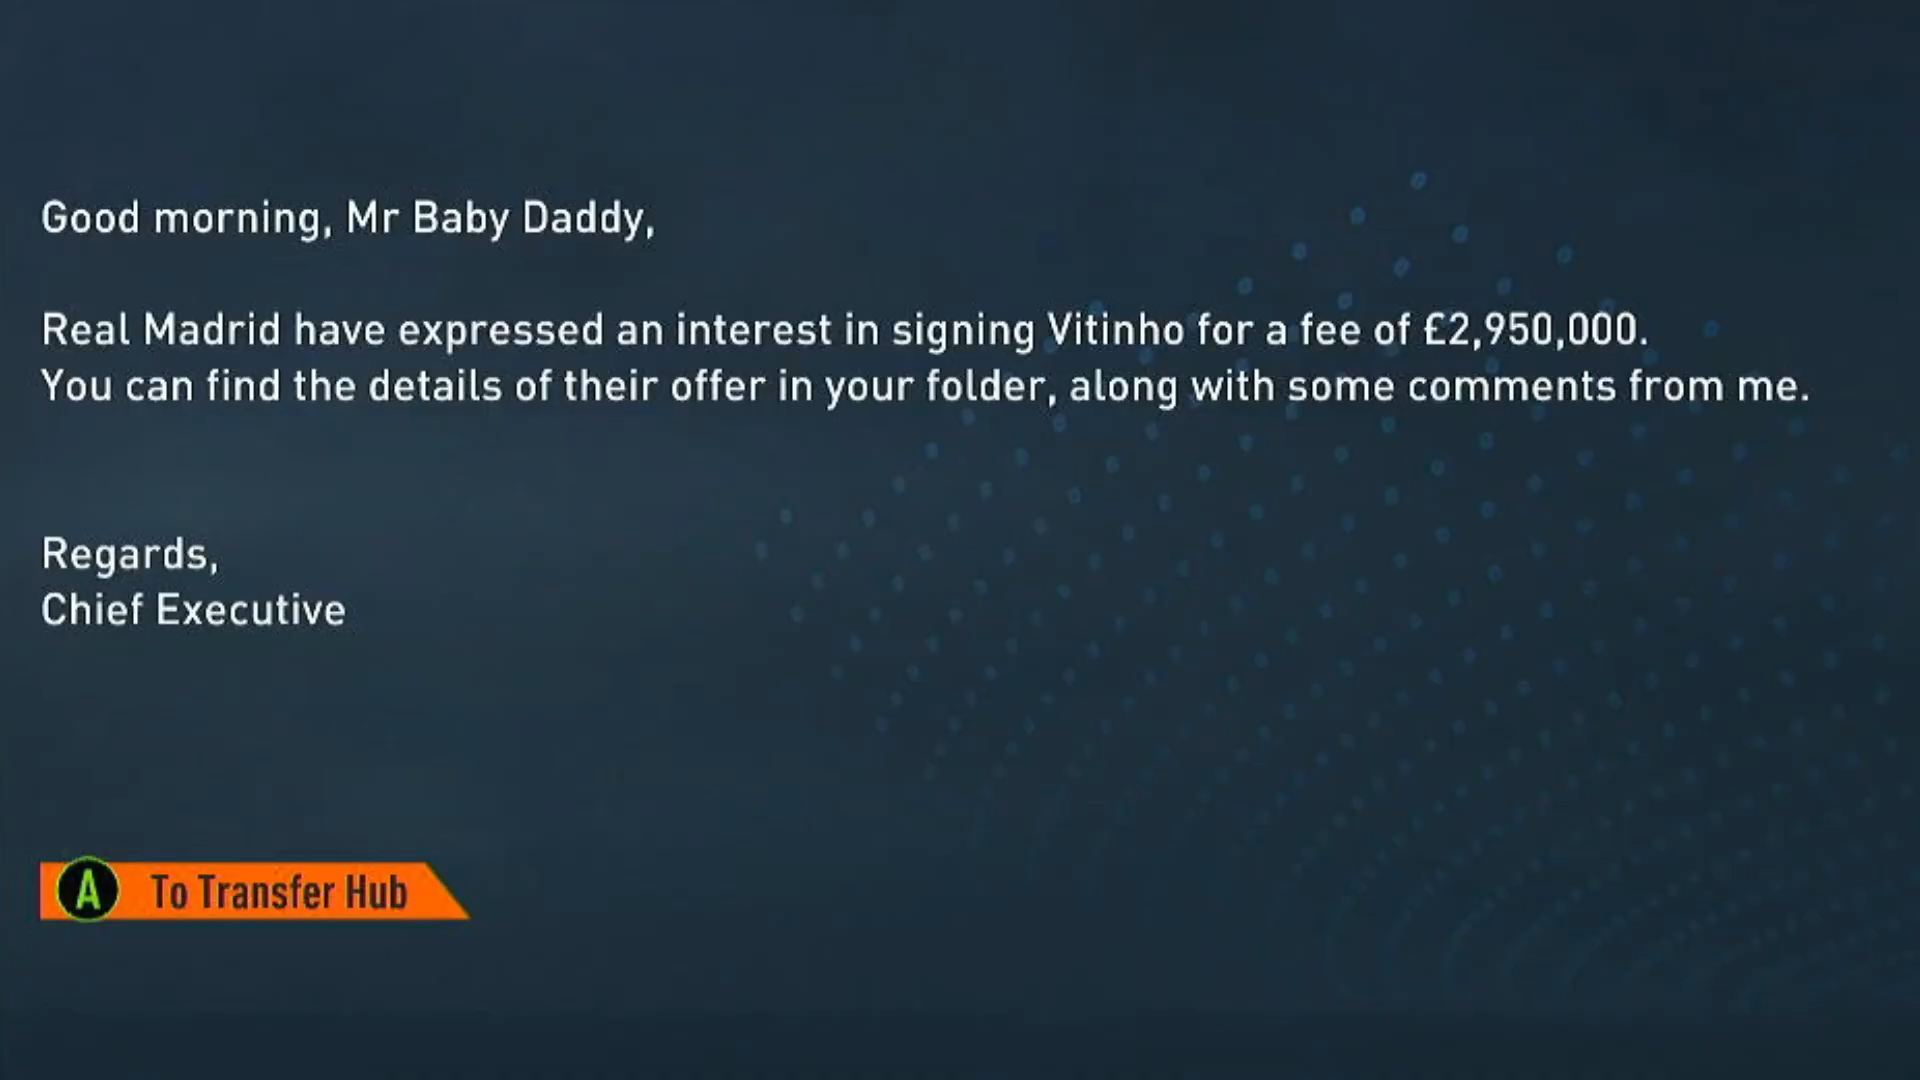 Good morning, Mr Baby Daddy,
Real Madrid have expressed an interest in signing Vitinho for a fee of £2,950,000.
You can find the details of their offer in your folder, along with some comments from me.
Regards,
Chief Executive
A To Transfer Hub